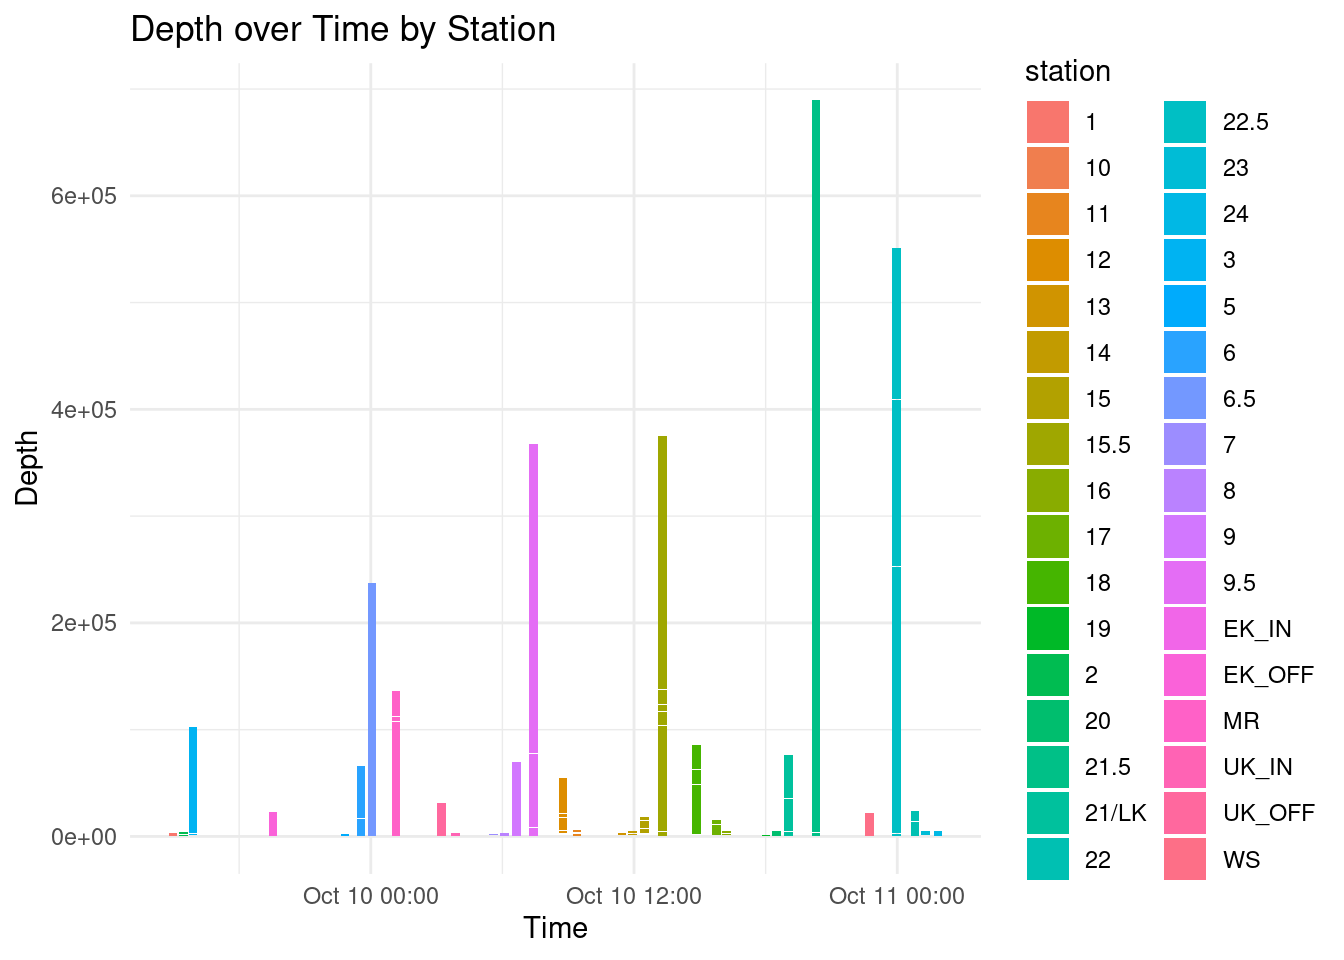 Depth over Time by Station
6e+05
4e+05
2e+05
0e+00
Depth
Oct 10 00:00
Oct 10 12:00
Oct 11 00:00
Time
station
1
10
11
12
13
14
15
15.5
16
17
18
19
2
20
21.5
21/LK
22
22.5
23
24
3
5
6
6.5
7
8
9
9.5
EK_IN
EK_OFF
MR
UK_IN
UK_OFF
WS